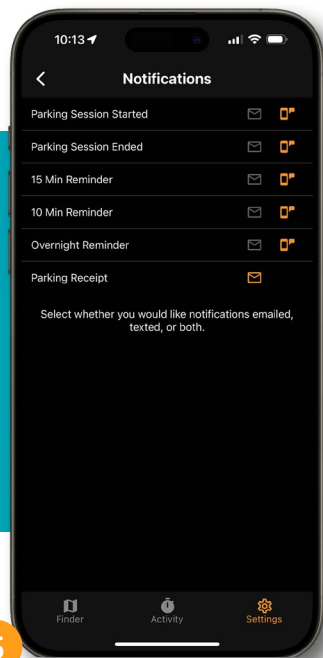 10:13
Notifications
Parking Session Started
Parking Session Ended
15 Min Reminder
10 Min Reminder
Overnight Reminder
Parking Receipt
Select whether you would like notifications emailed,
texted, or both.
Finder
Activity
Settings